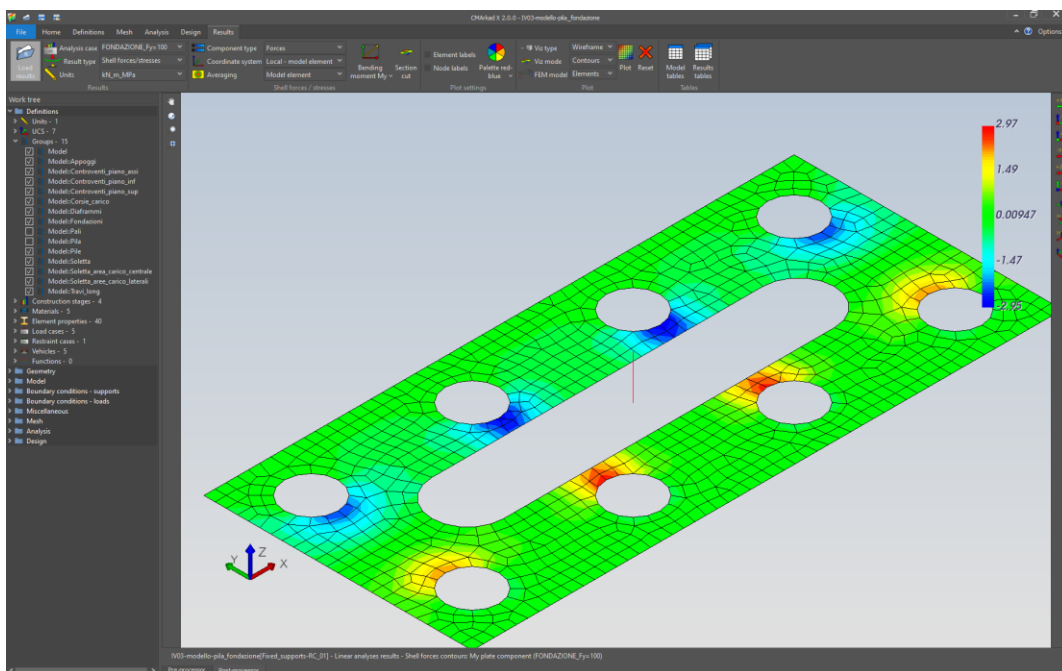 CMArkad X 2.0.0 - IV03-modello-pila_fondazione
File Home Definitions Mesh Analysis Design Results
Options
Load results
Analysis case FONDAZIONE_Fy=100
Result type Shell forces/stresses
Units kN_m_MPa
Results
Component type Forces
Coordinate system Local - model element
Averaging Model element
Bending moment My
Section cut
Shell forces / stresses
Element labels
Node labels
Palette red-blue
Plot settings
Viz type Wireframe
Viz mode Contours
FEM model Elements
Plot Reset
Plot
Model tables
Results tables
Tables
Work tree
Definitions
Units - 1
UCS - 7
Groups - 15
Model
Model::Appoggi
Model::Controventi_piano_assi
Model::Controventi_piano_inf
Model::Controventi_piano_sup
Model::Corsie_carico
Model::Diaframmi
Model::Fondazioni
Model::Pali
Model::Pila
Model::Pile
Model::Soletta
Model::Soletta_area_carico_centrale
Model::Soletta_aree_carico_laterali
Model::Travi_long
Construction stages - 4
Materials - 5
Element properties - 40
Load cases - 5
Restraint cases - 1
Vehicles - 5
Functions - 0
Geometry
Model
Boundary conditions - supports
Boundary conditions - loads
Miscellaneous
Mesh
Analysis
Design
2.97
1.49
0.00947
-1.47
-2.95
Y Z X
IV03-modello-pila_fondazione[Fixed_supports-RC_01] - Linear analyses results - Shell forces contours: My plate component (FONDAZIONE_Fy=100)
Pre-processor Post-processor